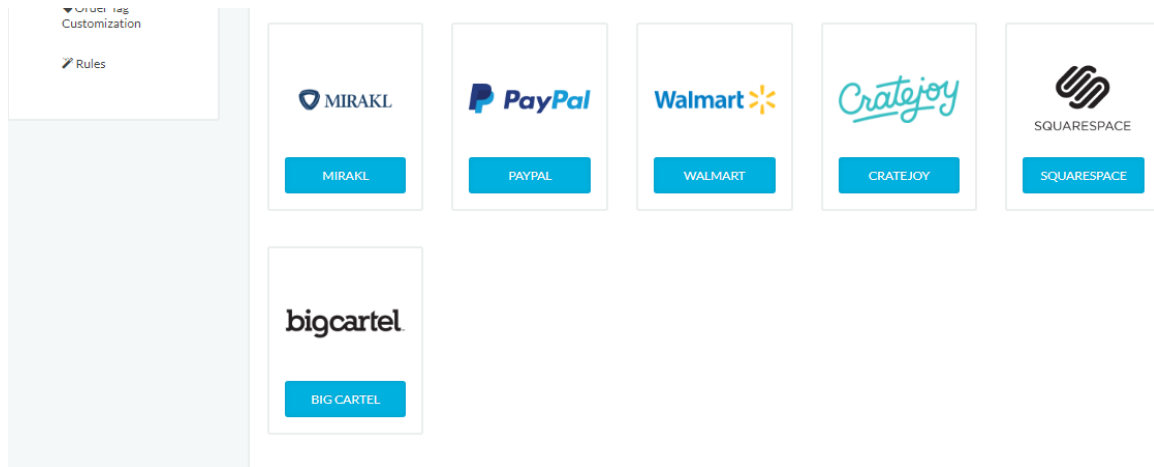 Order Tag
Customization
Rules
MIRAKL
PayPal
Walmart
Cratejoy
SQUARESPACE
MIRAKL
PAYPAL
WALMART
CRATEJOY
SQUARESPACE
bigcartel.
BIG CARTEL